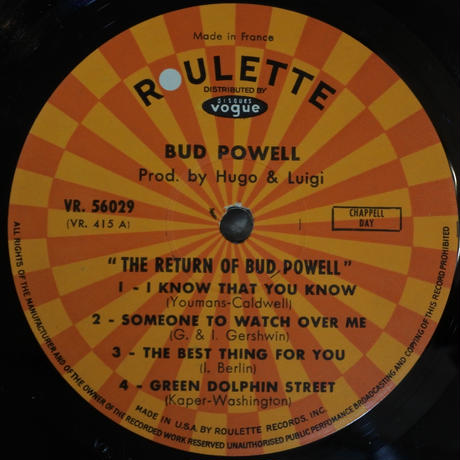 Made in France
ROULETTE
DISTRIBUTED BY
DISQUES
vogue
BUD POWELL
Prod. by Hugo & Luigi
VR. 56029
(VR. 415 A)
CHAPPELL
DAY
"THE RETURN OF BUD POWELL"
1 - I KNOW THAT YOU KNOW
(Youmans-Caldwell)
2 - SOMEONE TO WATCH OVER ME
(G. & I. Gershwin)
3 - THE BEST THING FOR YOU
(I. Berlin)
4 - GREEN DOLPHIN STREET
(Kaper-Washington)
MADE IN U.S.A. BY ROULETTE RECORDS, INC.
ALL RIGHTS OF THE MANUFACTURER AND OF THE OWNER OF THE RECORDED WORK RESERVED UNAUTHORISED PUBLIC PERFOMANCE BROADCASTING AND COPYING OF THIS RECORD PROHIBITED